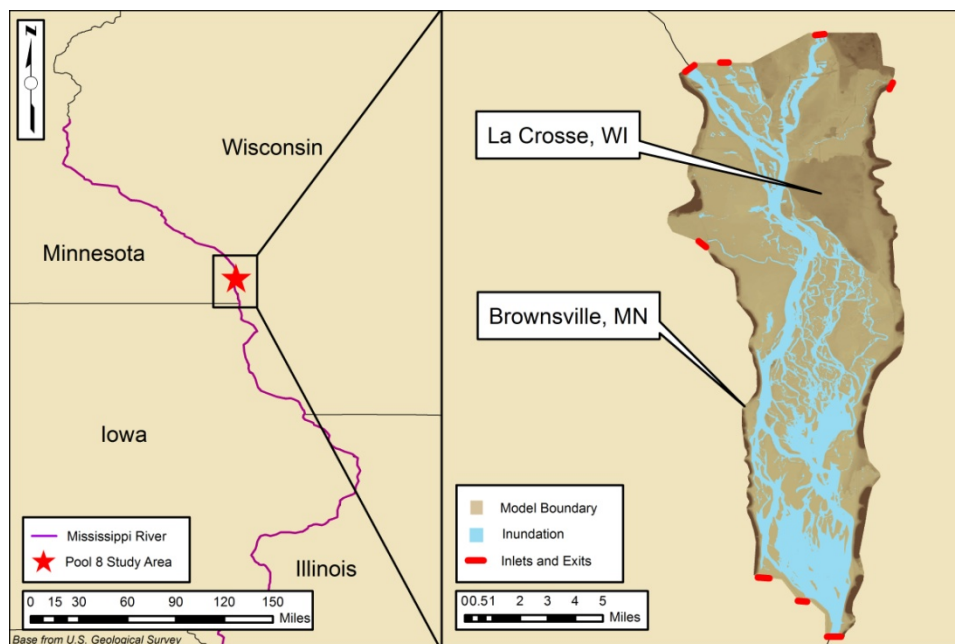 N
Wisconsin
Minnesota
Iowa
Illinois
Mississippi River
Pool 8 Study Area
0 15 30 60 90 120 150
Miles
Base from U.S. Geological Survey
La Crosse, WI
Brownsville, MN
Model Boundary
Inundation
Inlets and Exits
0 0.5 1 2 3 4 5
Miles